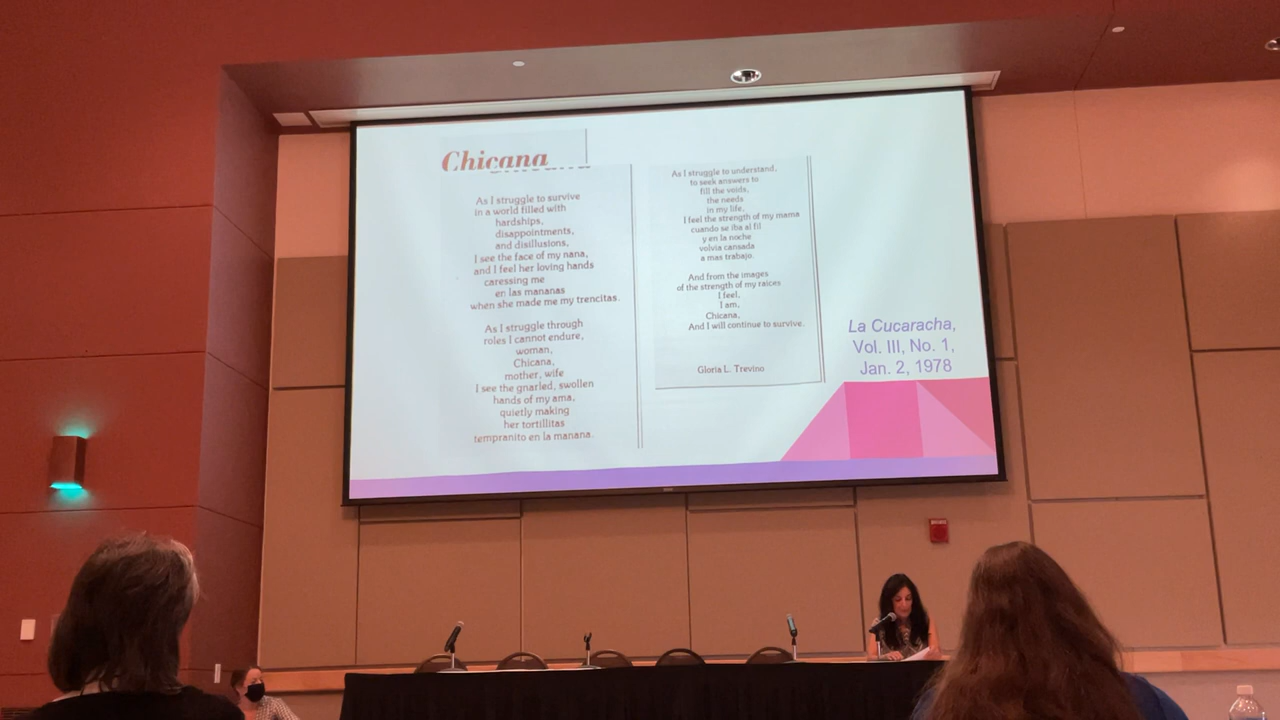 Chicana
As I struggle to survive
in a world filled with
hardships,
disappointments,
and disillusions,
I see the face of my nana,
and I feel her loving hands
caressing me
en las mananas
when she made me my trencitas.
As I struggle through
roles I cannot endure,
woman,
Chicana,
mother, wife
I see the gnarled, swollen
hands of my ama,
quietly making
her tortillitas
tempranito en la manana.
As I struggle to understand,
to seek answers to
fill the voids,
the needs
in my life,
I feel the strength of my mama
cuando se iba al fil
y en la noche
volvia cansada
a mas trabajo.
And from the images
of the strength of my raices
I feel,
I am,
Chicana,
And I will continue to survive.
Gloria L. Trevino
La Cucaracha,
Vol. III, No. 1,
Jan. 2, 1978